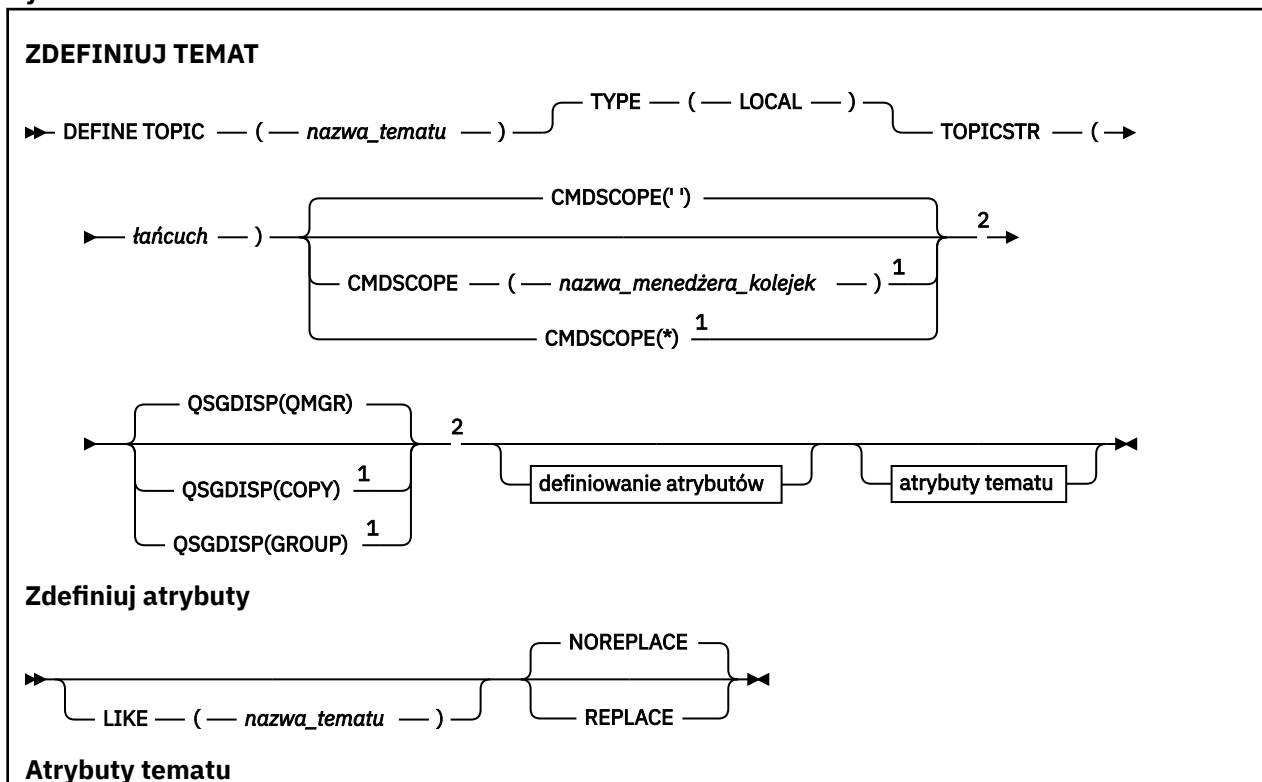 ZDEFINIUJ TEMAT
TYPE ( LOCAL )
DEFINE TOPIC ( nazwa_tematu ) TOPICSTR (
CMDSCOPE(' ')
łańcuch ) 2
CMDSCOPE ( nazwa_menedżera_kolejek ) 1
CMDSCOPE(*) 1
QSGDISP(QMGR)
2
QSGDISP(COPY) 1 definiowanie atrybutów atrybuty tematu
QSGDISP(GROUP) 1
Zdefiniuj atrybuty
NOREPLACE
LIKE ( nazwa_tematu ) REPLACE
Atrybuty tematu